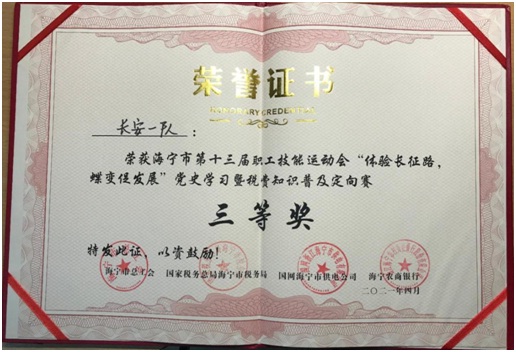 荣誉证书
HONORARY CREDENTIAL
长安一队：
荣获海宁市第十三届职工技能运动会“体验长征路，
蝶变促发展”党史学习暨税费知识普及定向赛
三等奖
特发此证，以资鼓励！
海宁市总工会 国家税务总局海宁市税务局 国网海宁市供电公司 海宁农商银行
二〇二一年四月